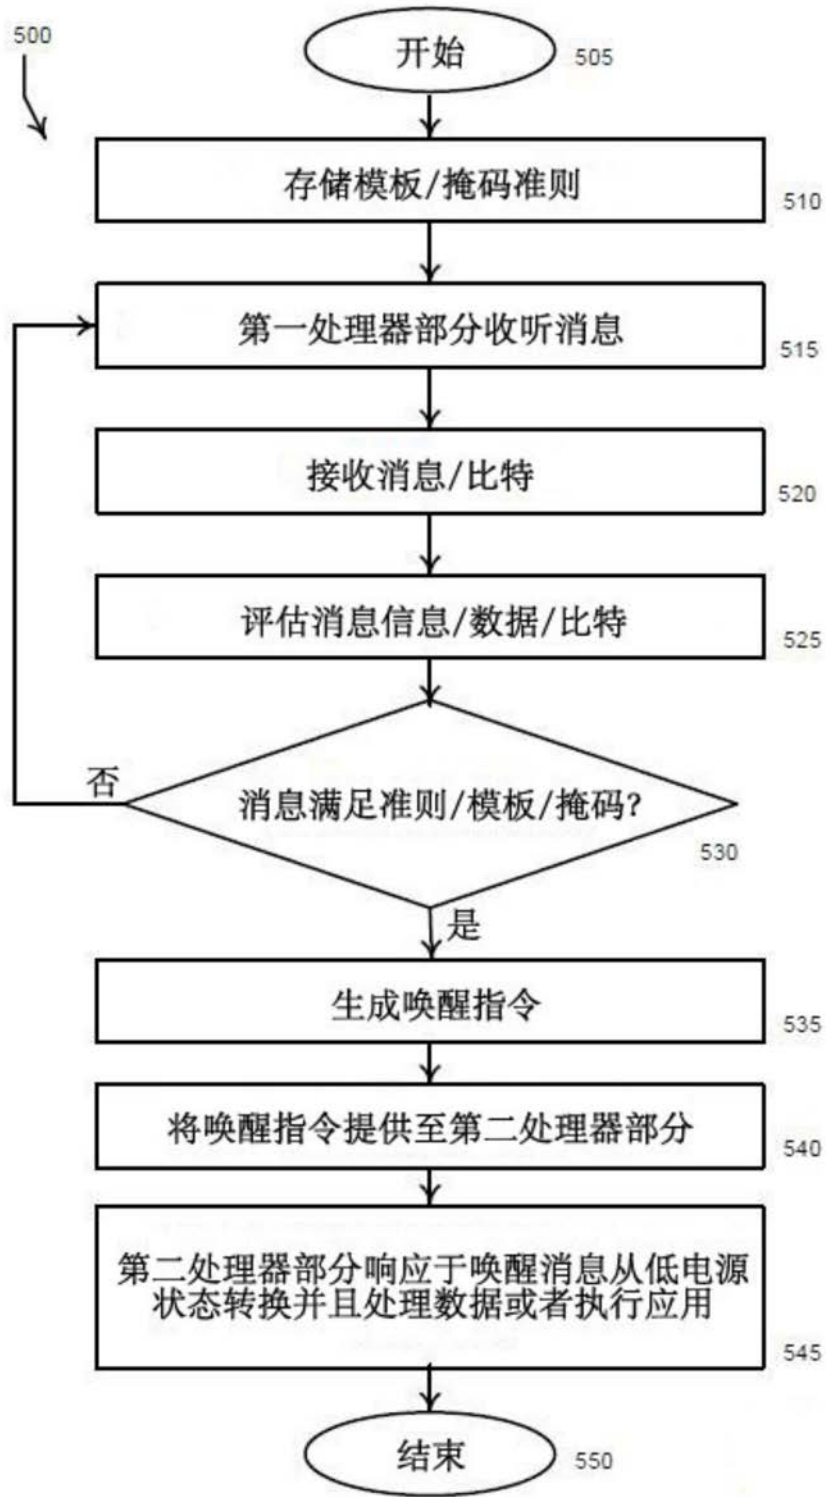 500
开始
505
存储模板/掩码准则
510
第一处理器部分收听消息
515
接收消息/比特
520
评估消息信息/数据/比特
525
否
消息满足准则/模板/掩码?
530
是
生成唤醒指令
535
将唤醒指令提供至第二处理器部分
540
第二处理器部分响应于唤醒消息从低电源
状态转换并且处理数据或者执行应用
545
结束
550